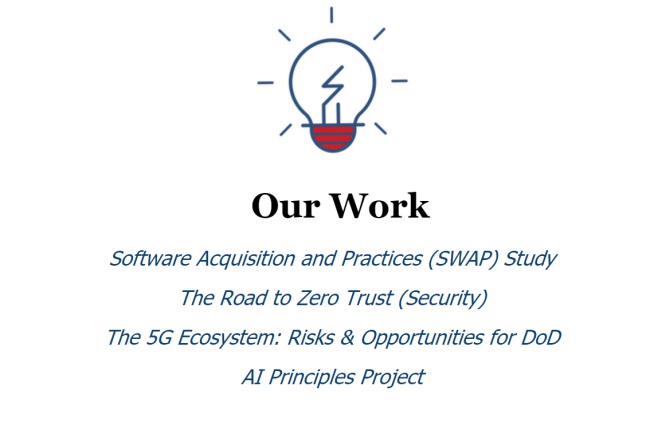 Our Work
Software Acquisition and Practices (SWAP) Study
The Road to Zero Trust (Security)
The 5G Ecosystem: Risks & Opportunities for DoD
AI Principles Project